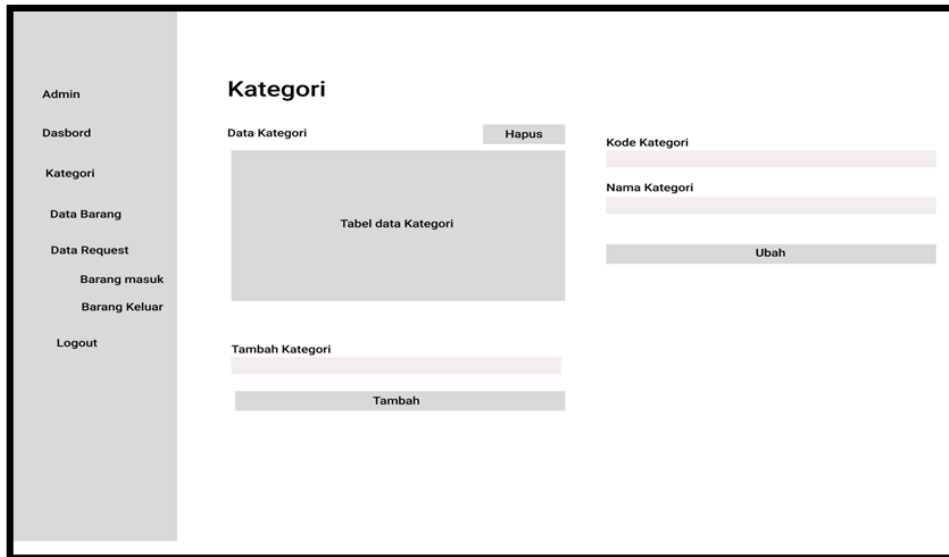 Admin
Dasbord
Kategori
Data Barang
Data Request
Barang masuk
Barang Keluar
Logout
Kategori
Data Kategori
Hapus
Tabel data Kategori
Tambah Kategori
Tambah
Kode Kategori
Nama Kategori
Ubah